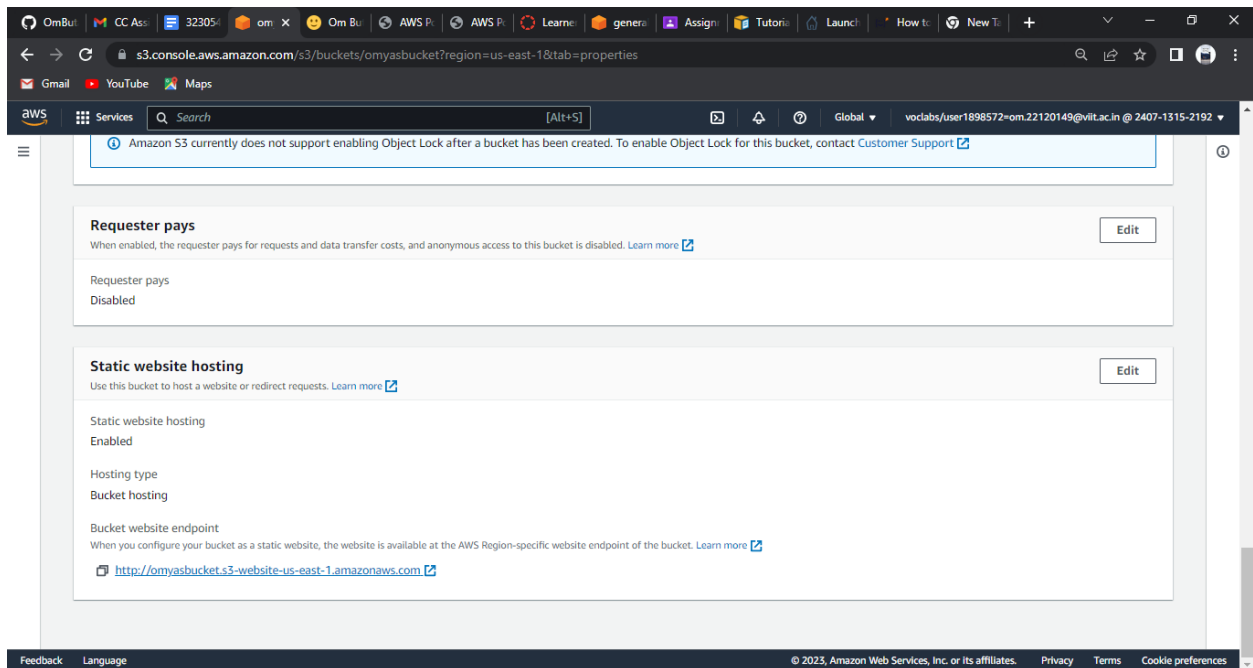 OmBut
CC Ass
323054
om
Om Bu
AWS Po
AWS Po
Learne
genera
Assign
Tutoria
Launch
How to
New Ta
s3.console.aws.amazon.com/s3/buckets/omyasbucket?region=us-east-1&tab=properties
Gmail YouTube Maps
aws Services Search [Alt+S] Global voclabs/user1898572=om.22120149@viit.ac.in @ 2407-1315-2192
Amazon S3 currently does not support enabling Object Lock after a bucket has been created. To enable Object Lock for this bucket, contact Customer Support
Requester pays
Edit
When enabled, the requester pays for requests and data transfer costs, and anonymous access to this bucket is disabled. Learn more
Requester pays
Disabled
Static website hosting
Edit
Use this bucket to host a website or redirect requests. Learn more
Static website hosting
Enabled
Hosting type
Bucket hosting
Bucket website endpoint
When you configure your bucket as a static website, the website is available at the AWS Region-specific website endpoint of the bucket. Learn more
http://omyasbucket.s3-website-us-east-1.amazonaws.com
Feedback Language © 2023, Amazon Web Services, Inc. or its affiliates. Privacy Terms Cookie preferences